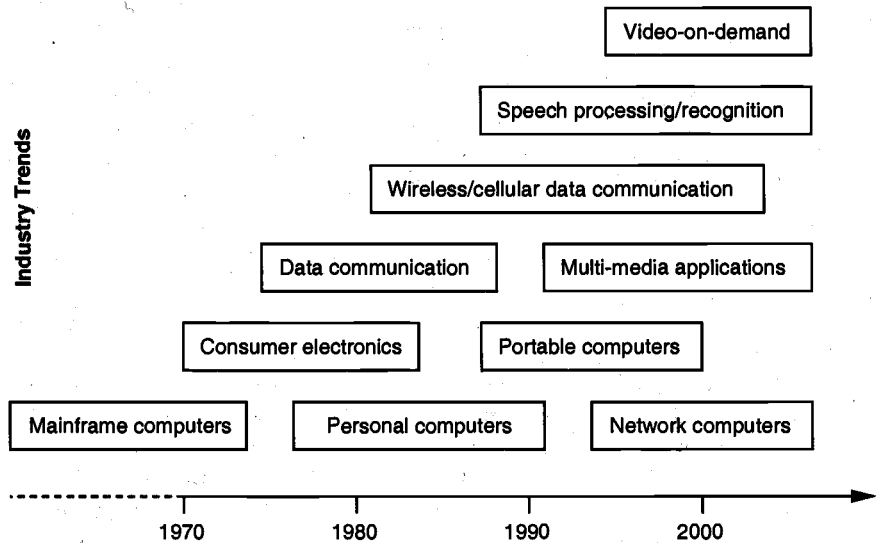 Video-on-demand
Speech processing/recognition
Industry Trends
Wireless/cellular data communication
Data communication
Multi-media applications
Consumer electronics
Portable computers
Mainframe computers
Personal computers
Network computers
1970
1980
1990
2000